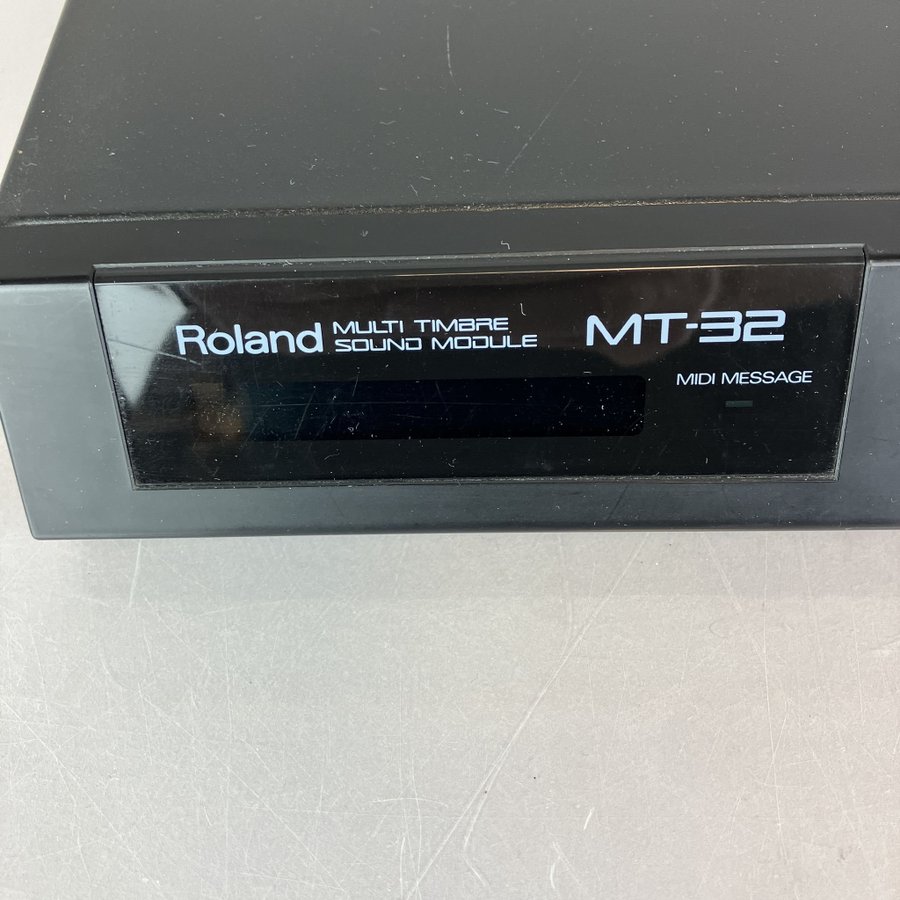 Roland MULTI TIMBRE
SOUND MODULE
MT-32
MIDI MESSAGE